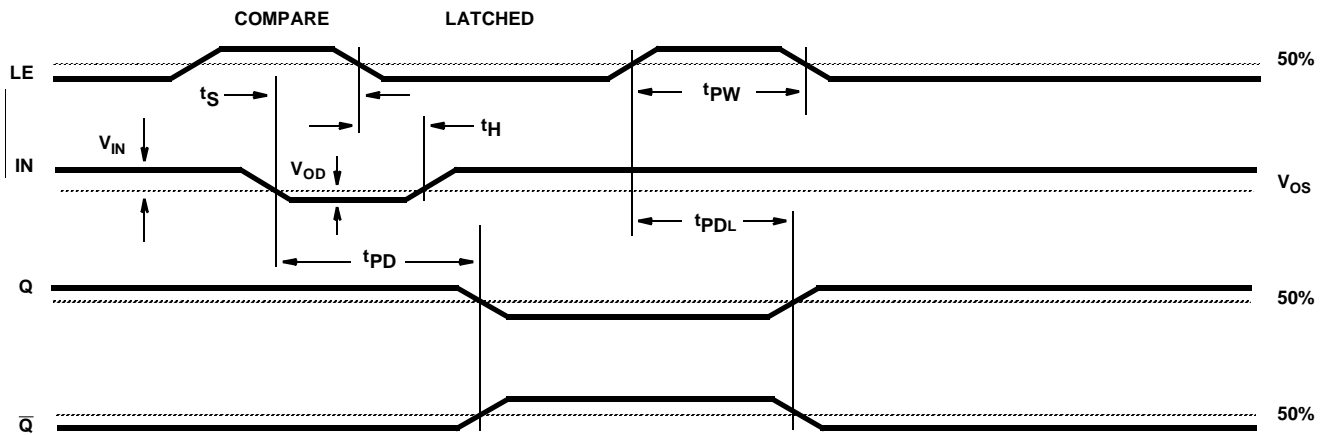 COMPARE LATCHED
LE 50%
tS tPW
tH
VIN
IN VOD VOS
tPDL
tPD
Q 50%
Q̅ 50%